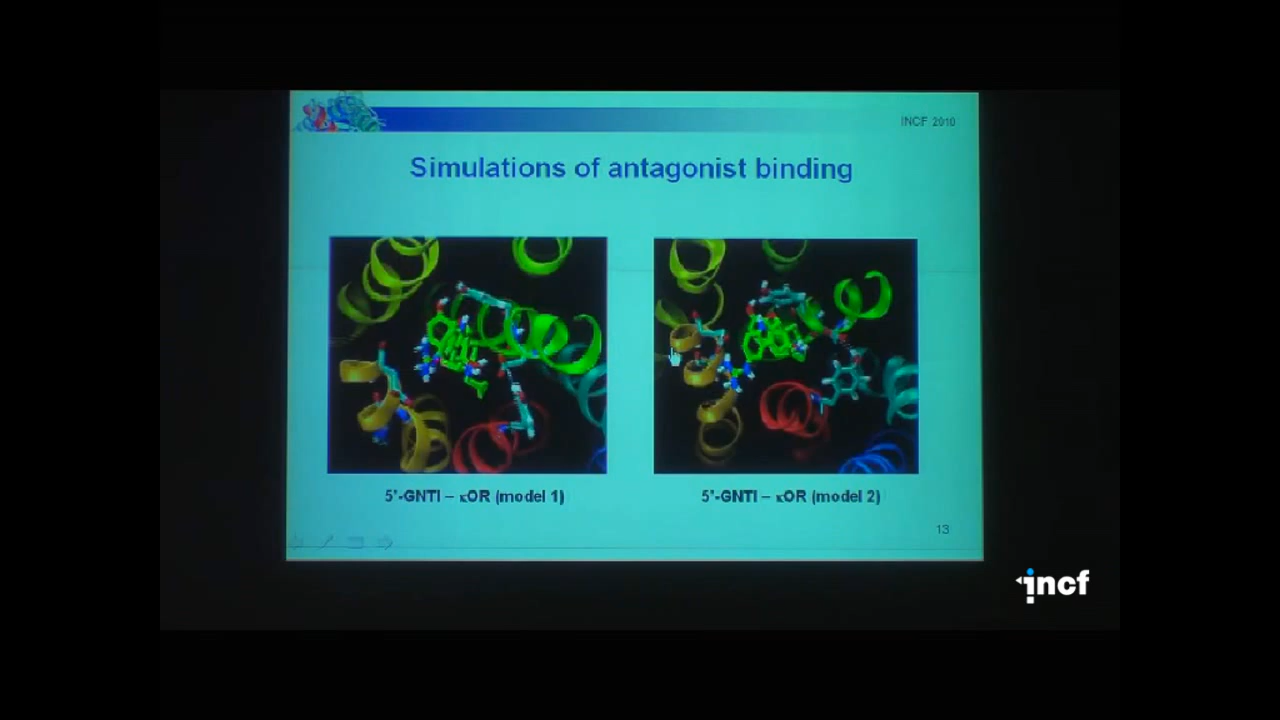 INCF 2010
Simulations of antagonist binding
5'-GNTI – κOR (model 1)
5'-GNTI – κOR (model 2)
13
incf